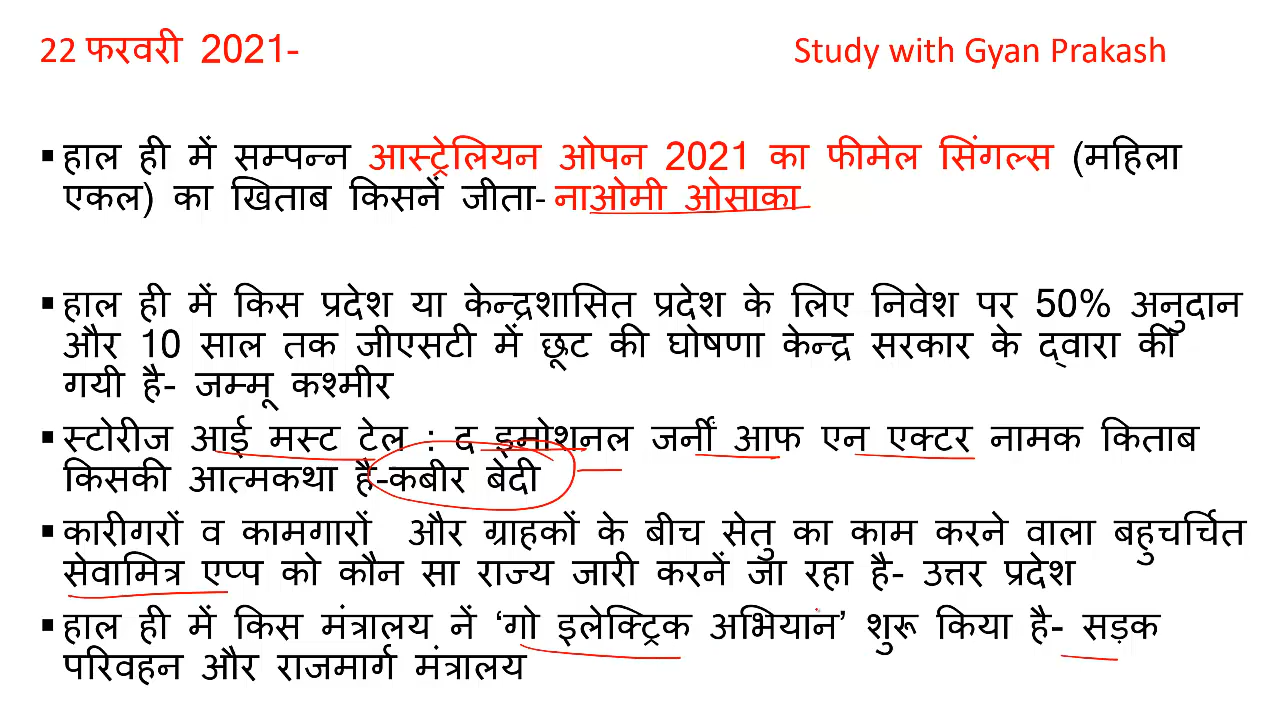 22 फरवरी 2021-
Study with Gyan Prakash
▪हाल ही में सम्पन्न आस्ट्रेलियन ओपन 2021 का फीमेल सिंगल्स (महिला
एकल) का खिताब किसनें जीता- नाओमी ओसाका
▪हाल ही में किस प्रदेश या केन्द्रशासित प्रदेश के लिए निवेश पर 50% अनुदान
और 10 साल तक जीएसटी में छूट की घोषणा केन्द्र सरकार के द्वारा की
गयी है- जम्मू कश्मीर
▪स्टोरीज आई मस्ट टेल : द इमोशनल जर्नीं आफ एन एक्टर नामक किताब
किसकी आत्मकथा है-कबीर बेदी
▪कारीगरों व कामगारों और ग्राहकों के बीच सेतु का काम करने वाला बहुचर्चित
सेवामित्र एप्प को कौन सा राज्य जारी करनें जा रहा है- उत्तर प्रदेश
▪हाल ही में किस मंत्रालय नें ‘गो इलेक्ट्रिक अभियान’ शुरू किया है- सड़क
परिवहन और राजमार्ग मंत्रालय